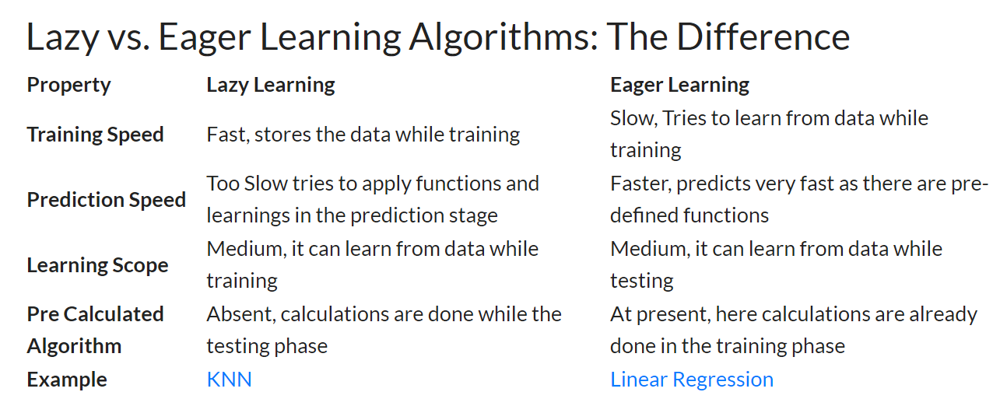 Lazy vs. Eager Learning Algorithms: The Difference
Property Lazy Learning Eager Learning
Training Speed Fast, stores the data while training Slow, Tries to learn from data while
training
Prediction Speed Too Slow tries to apply functions and
learnings in the prediction stage Faster, predicts very fast as there are pre-
defined functions
Learning Scope Medium, it can learn from data while
training Medium, it can learn from data while
testing
Pre Calculated
Algorithm Absent, calculations are done while the
testing phase At present, here calculations are already
done in the training phase
Example KNN Linear Regression